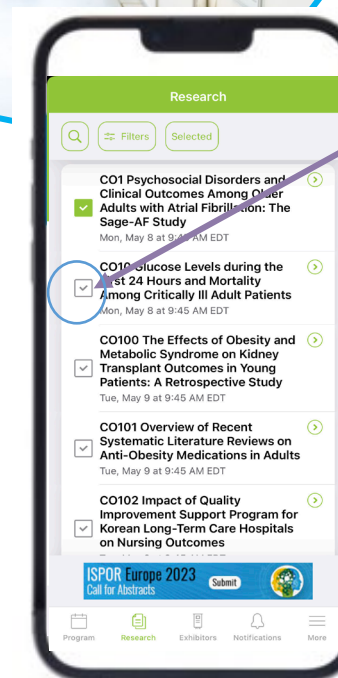 Research
Filters
Selected
CO1 Psychosocial Disorders and
Clinical Outcomes Among Older
Adults with Atrial Fibrillation: The
Sage-AF Study
Mon, May 8 at 9:45 AM EDT
CO10 Glucose Levels during the
First 24 Hours and Mortality
Among Critically Ill Adult Patients
Mon, May 8 at 9:45 AM EDT
CO100 The Effects of Obesity and
Metabolic Syndrome on Kidney
Transplant Outcomes in Young
Patients: A Retrospective Study
Tue, May 9 at 9:45 AM EDT
CO101 Overview of Recent
Systematic Literature Reviews on
Anti-Obesity Medications in Adults
Tue, May 9 at 9:45 AM EDT
CO102 Impact of Quality
Improvement Support Program for
Korean Long-Term Care Hospitals
on Nursing Outcomes
ISPOR Europe 2023
Call for Abstracts
Submit
Program
Research
Exhibitors
Notifications
More